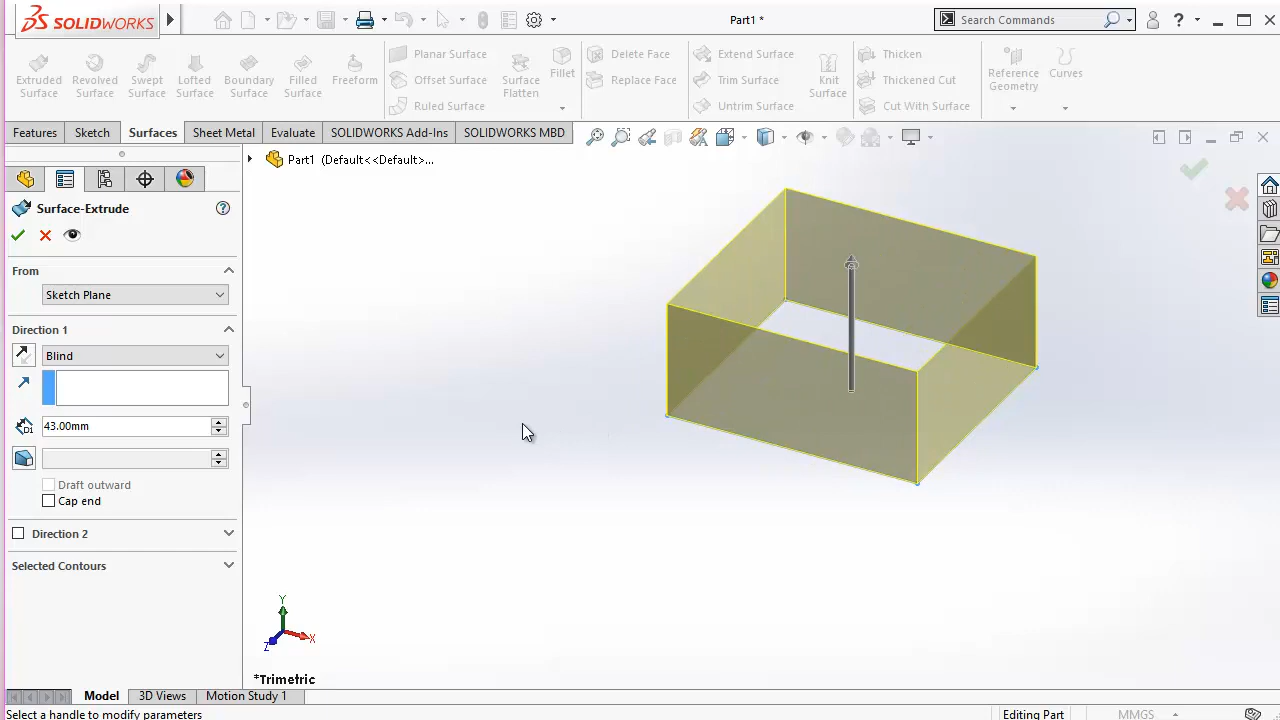 SOLIDWORKS
Part1 *
Search Commands
?
Extruded Surface
Revolved Surface
Swept Surface
Lofted Surface
Boundary Surface
Filled Surface
Freeform
Planar Surface
Offset Surface
Ruled Surface
Surface Flatten
Fillet
Delete Face
Replace Face
Extend Surface
Trim Surface
Untrim Surface
Knit Surface
Thicken
Thickened Cut
Cut With Surface
Reference Geometry
Curves
Features
Sketch
Surfaces
Sheet Metal
Evaluate
SOLIDWORKS Add-Ins
SOLIDWORKS MBD
Part1 (Default<<Default>...
Surface-Extrude
?
From
Sketch Plane
Direction 1
Blind
D1
43.00mm
Draft outward
Cap end
Direction 2
Selected Contours
Y
X
Z
*Trimetric
Model
3D Views
Motion Study 1
Select a handle to modify parameters
Editing Part
MMGS